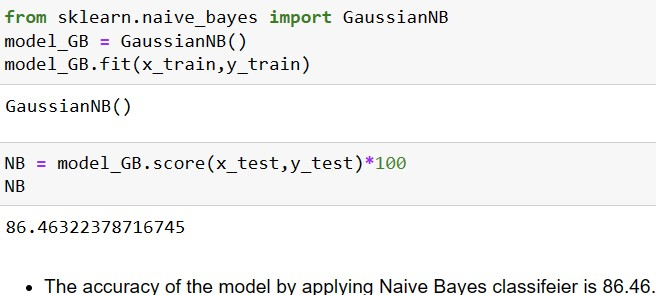 from sklearn.naive_bayes import GaussianNB
model_GB = GaussianNB()
model_GB.fit(x_train,y_train)
GaussianNB()
NB = model_GB.score(x_test,y_test)*100
NB
86.46322378716745
• The accuracy of the model by applying Naive Bayes classifeier is 86.46.